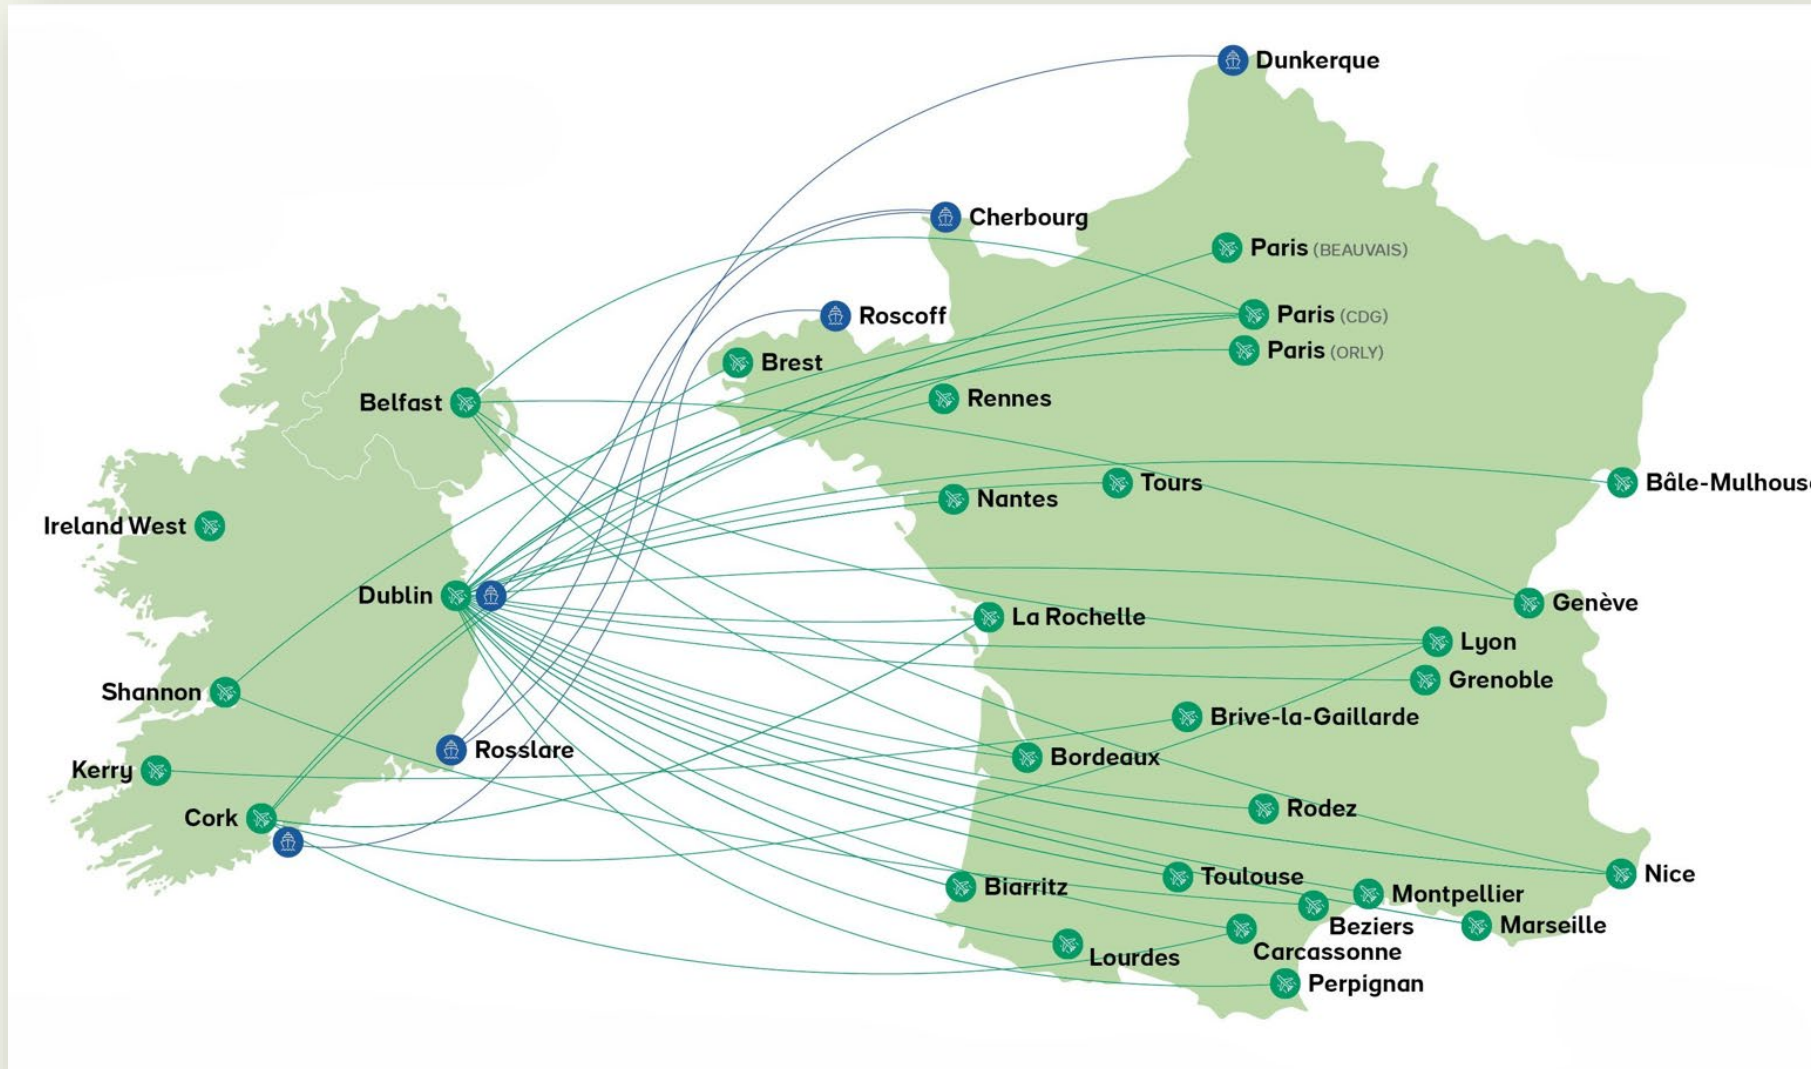 Dunkerque
Cherbourg
Paris (BEAUVAIS)
Roscoff
Paris (CDG)
Paris (ORLY)
Brest
Rennes
Belfast
Tours
Bâle-Mulhouse
Nantes
Ireland West
Dublin
Genève
La Rochelle
Lyon
Grenoble
Shannon
Brive-la-Gaillarde
Rosslare
Bordeaux
Kerry
Rodez
Cork
Nice
Toulouse
Biarritz
Montpellier
Beziers
Marseille
Carcassonne
Lourdes
Perpignan